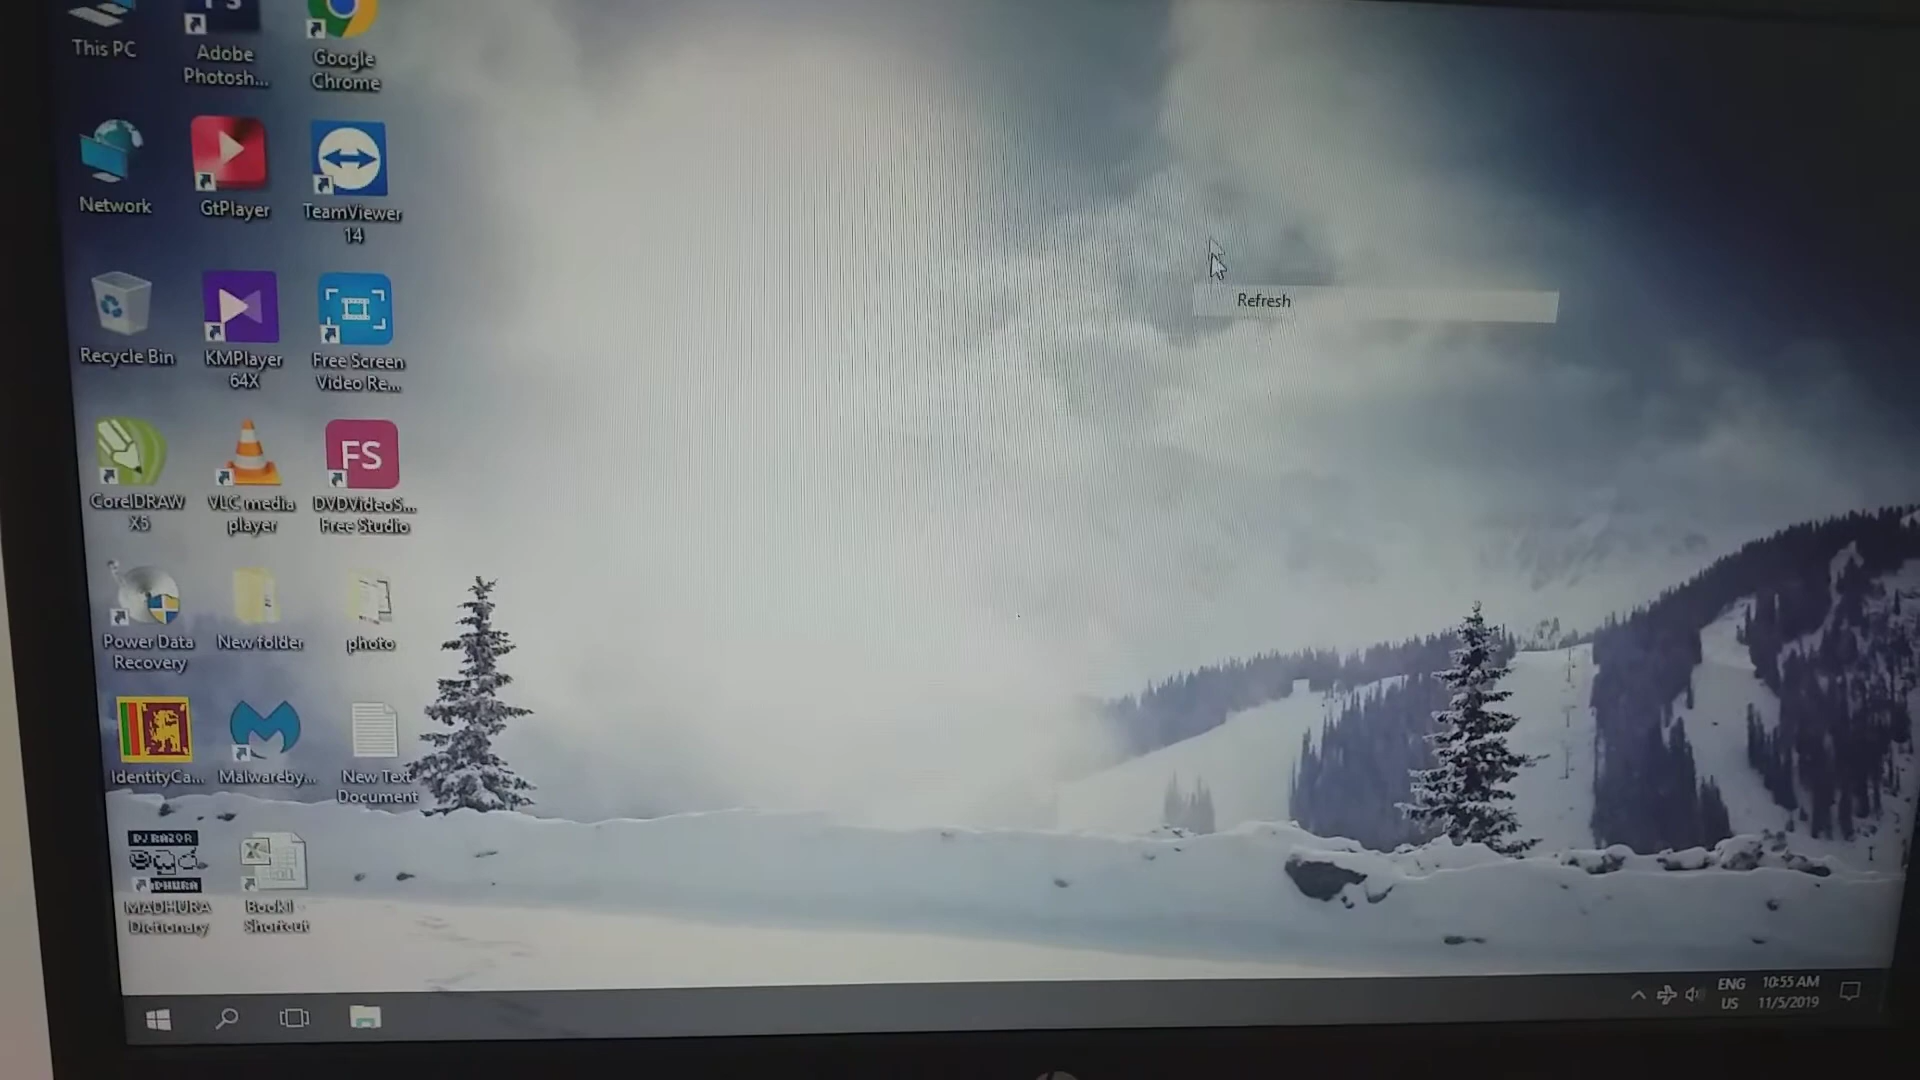 This PC
Adobe
Photosh...
Google
Chrome
Network
GtPlayer
TeamViewer
14
Refresh
Recycle Bin
KMPlayer
64X
Free Screen
Video Re...
CorelDRAW
X5
VLC media
player
FS
DVDVideoS...
Free Studio
Power Data
Recovery
New folder
photo
IdentityCa...
Malwareby...
New Text
Document
DJ RAZOR
MADHURA
Dictionary
Book1 -
Shortcut
ENG
US
10:55 AM
11/5/2019